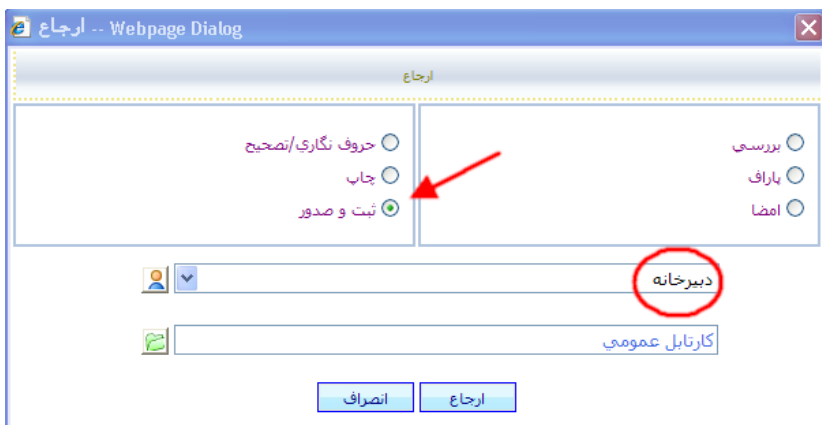 ارجاع -- Webpage Dialog
ارجاع
بررسي
پاراف
امضا
حروف نگاري/تصحيح
چاپ
ثبت و صدور
دبيرخانه
كارتابل عمومي
ارجاع
انصراف